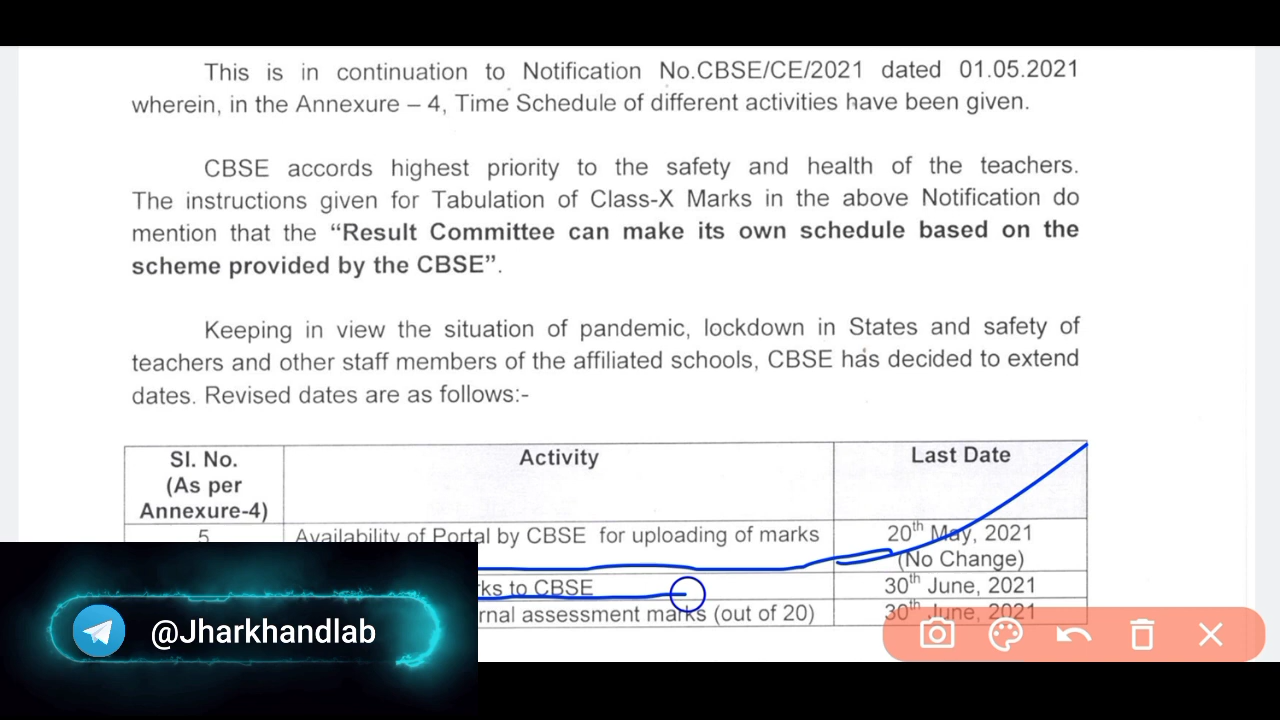 This is in continuation to Notification No.CBSE/CE/2021 dated 01.05.2021
wherein, in the Annexure – 4, Time Schedule of different activities have been given.
CBSE accords highest priority to the safety and health of the teachers.
The instructions given for Tabulation of Class-X Marks in the above Notification do
mention that the “Result Committee can make its own schedule based on the
scheme provided by the CBSE”.
Keeping in view the situation of pandemic, lockdown in States and safety of
teachers and other staff members of the affiliated schools, CBSE has decided to extend
dates. Revised dates are as follows:-
Sl. No.
(As per
Annexure-4)
Activity
Last Date
5
Availability of Portal by CBSE for uploading of marks
20th May, 2021
(No Change)
to CBSE
30th June, 2021
assessment marks (out of 20)
30th June, 2021
@Jharkhandlab